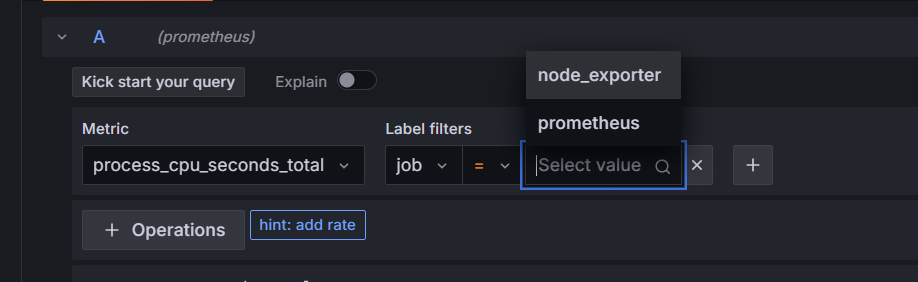 A (prometheus)
Kick start your query Explain
node_exporter
prometheus
Metric Label filters
process_cpu_seconds_total job = Select value
Operations hint: add rate